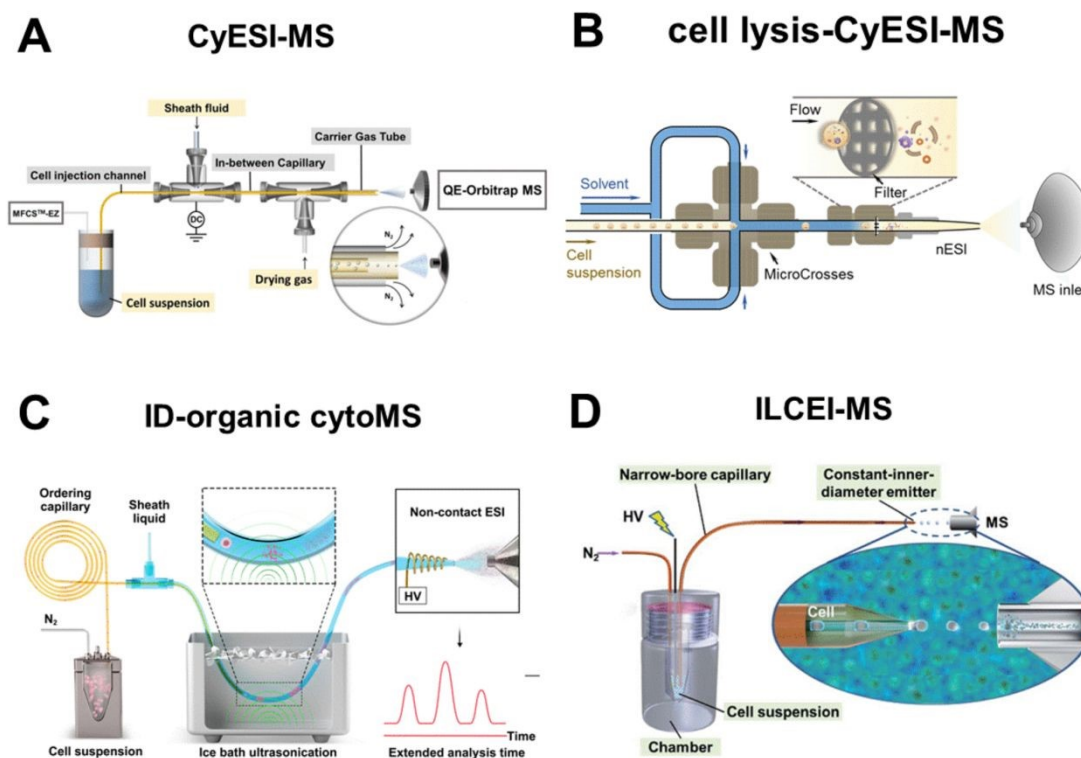 A
CyESI-MS
Sheath fluid
Carrier Gas Tube
In-between Capillary
Cell injection channel
QE-Orbitrap MS
MFCS™-EZ
DC
N₂
Drying gas
Cell suspension
N₂
B
cell lysis-CyESI-MS
Flow
Filter
Solvent
nESI
Cell
suspension
MicroCrosses
MS inlet
C
ID-organic cytoMS
Ordering
capillary
Sheath
liquid
Non-contact ESI
HV
N₂
Time
Cell suspension
Ice bath ultrasonication
Extended analysis time
D
ILCEI-MS
Narrow-bore capillary
Constant-inner-
diameter emitter
HV
MS
N₂
Cell
Cell suspension
Chamber